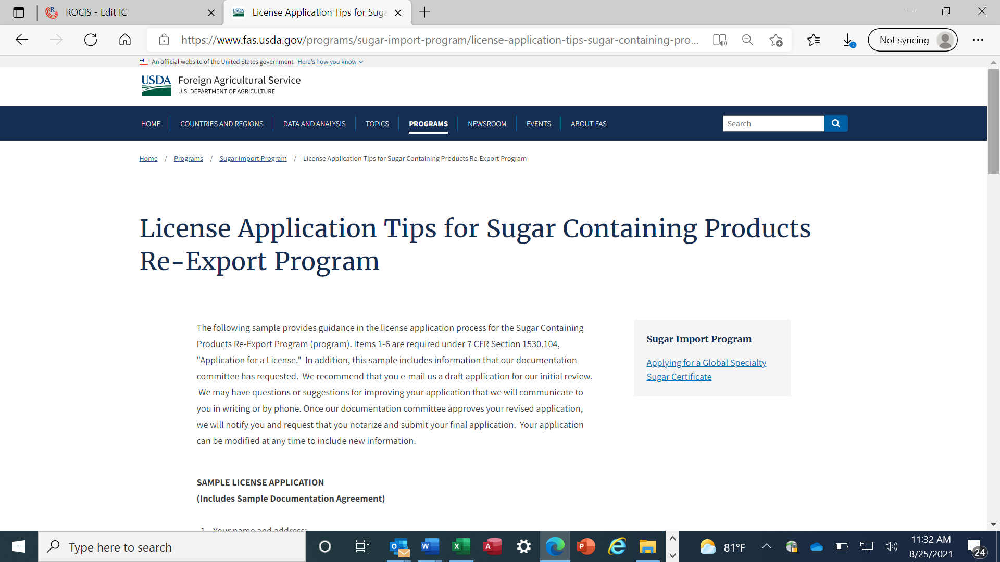 ROCIS - Edit IC
License Application Tips for Suga
https://www.fas.usda.gov/programs/sugar-import-program/license-application-tips-sugar-containing-pro...
Not syncing
An official website of the United States government Here's how you know
USDA
Foreign Agricultural Service
U.S. DEPARTMENT OF AGRICULTURE
HOME COUNTRIES AND REGIONS DATA AND ANALYSIS TOPICS PROGRAMS NEWSROOM EVENTS ABOUT FAS
Search
Home / Programs / Sugar Import Program / License Application Tips for Sugar Containing Products Re-Export Program
License Application Tips for Sugar Containing Products
Re-Export Program
The following sample provides guidance in the license application process for the Sugar Containing
Products Re-Export Program (program). Items 1-6 are required under 7 CFR Section 1530.104,
"Application for a License."  In addition, this sample includes information that our documentation
committee has requested.  We recommend that you e-mail us a draft application for our initial review.
We may have questions or suggestions for improving your application that we will communicate to
you in writing or by phone. Once our documentation committee approves your revised application,
we will notify you and request that you notarize and submit your final application.  Your application
can be modified at any time to include new information.
Sugar Import Program
Applying for a Global Specialty
Sugar Certificate
SAMPLE LICENSE APPLICATION
(Includes Sample Documentation Agreement)
1. Your name and address:
Type here to search
81°F
11:32 AM
8/25/2021
24